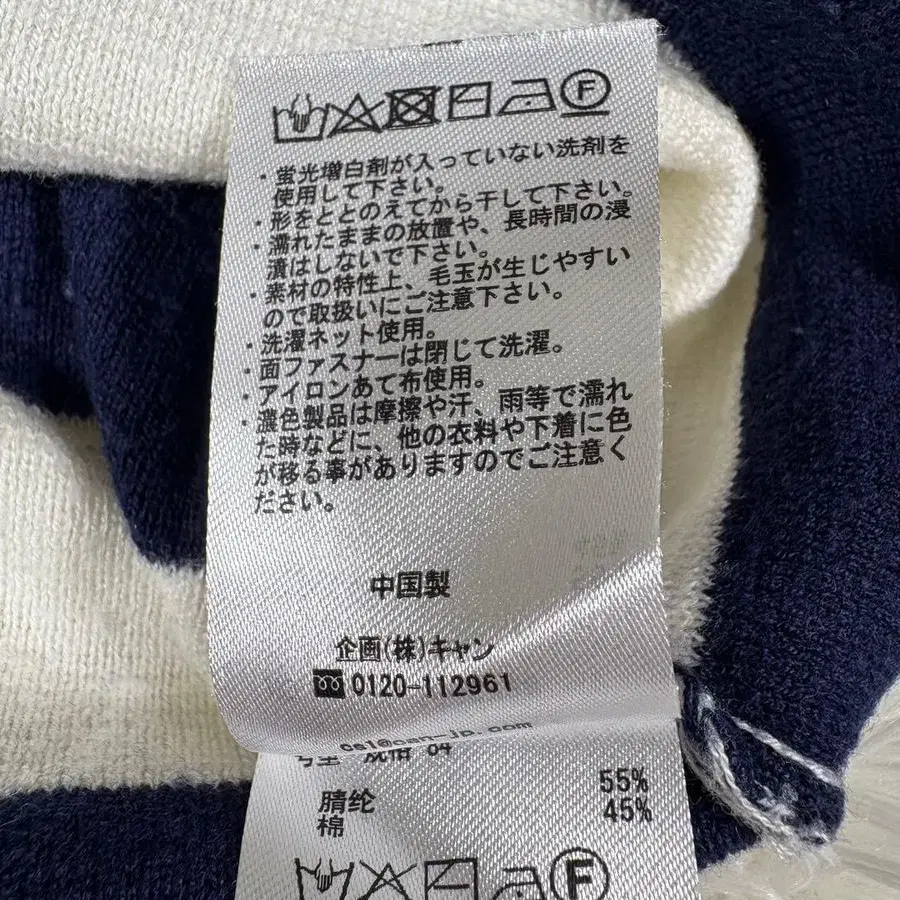 F
・蛍光増白剤が入っていない洗剤を
使用して下さい。
・形をととのえてから干して下さい。
・濡れたままの放置や、長時間の浸
漬はしないで下さい。
・素材の特性上、毛玉が生じやすい
ので取扱いにご注意下さい。
・洗濯ネット使用。
・面ファスナーは閉じて洗濯。
・アイロンあて布使用。
・濃色製品は摩擦や汗、雨等で濡れ
た時などに、他の衣料や下着に色
が移る事がありますのでご注意く
ださい。
中国製
企画(株)キャン
0120-112961
Csl@can-jp.com
腈纶 55%
棉 45%
F